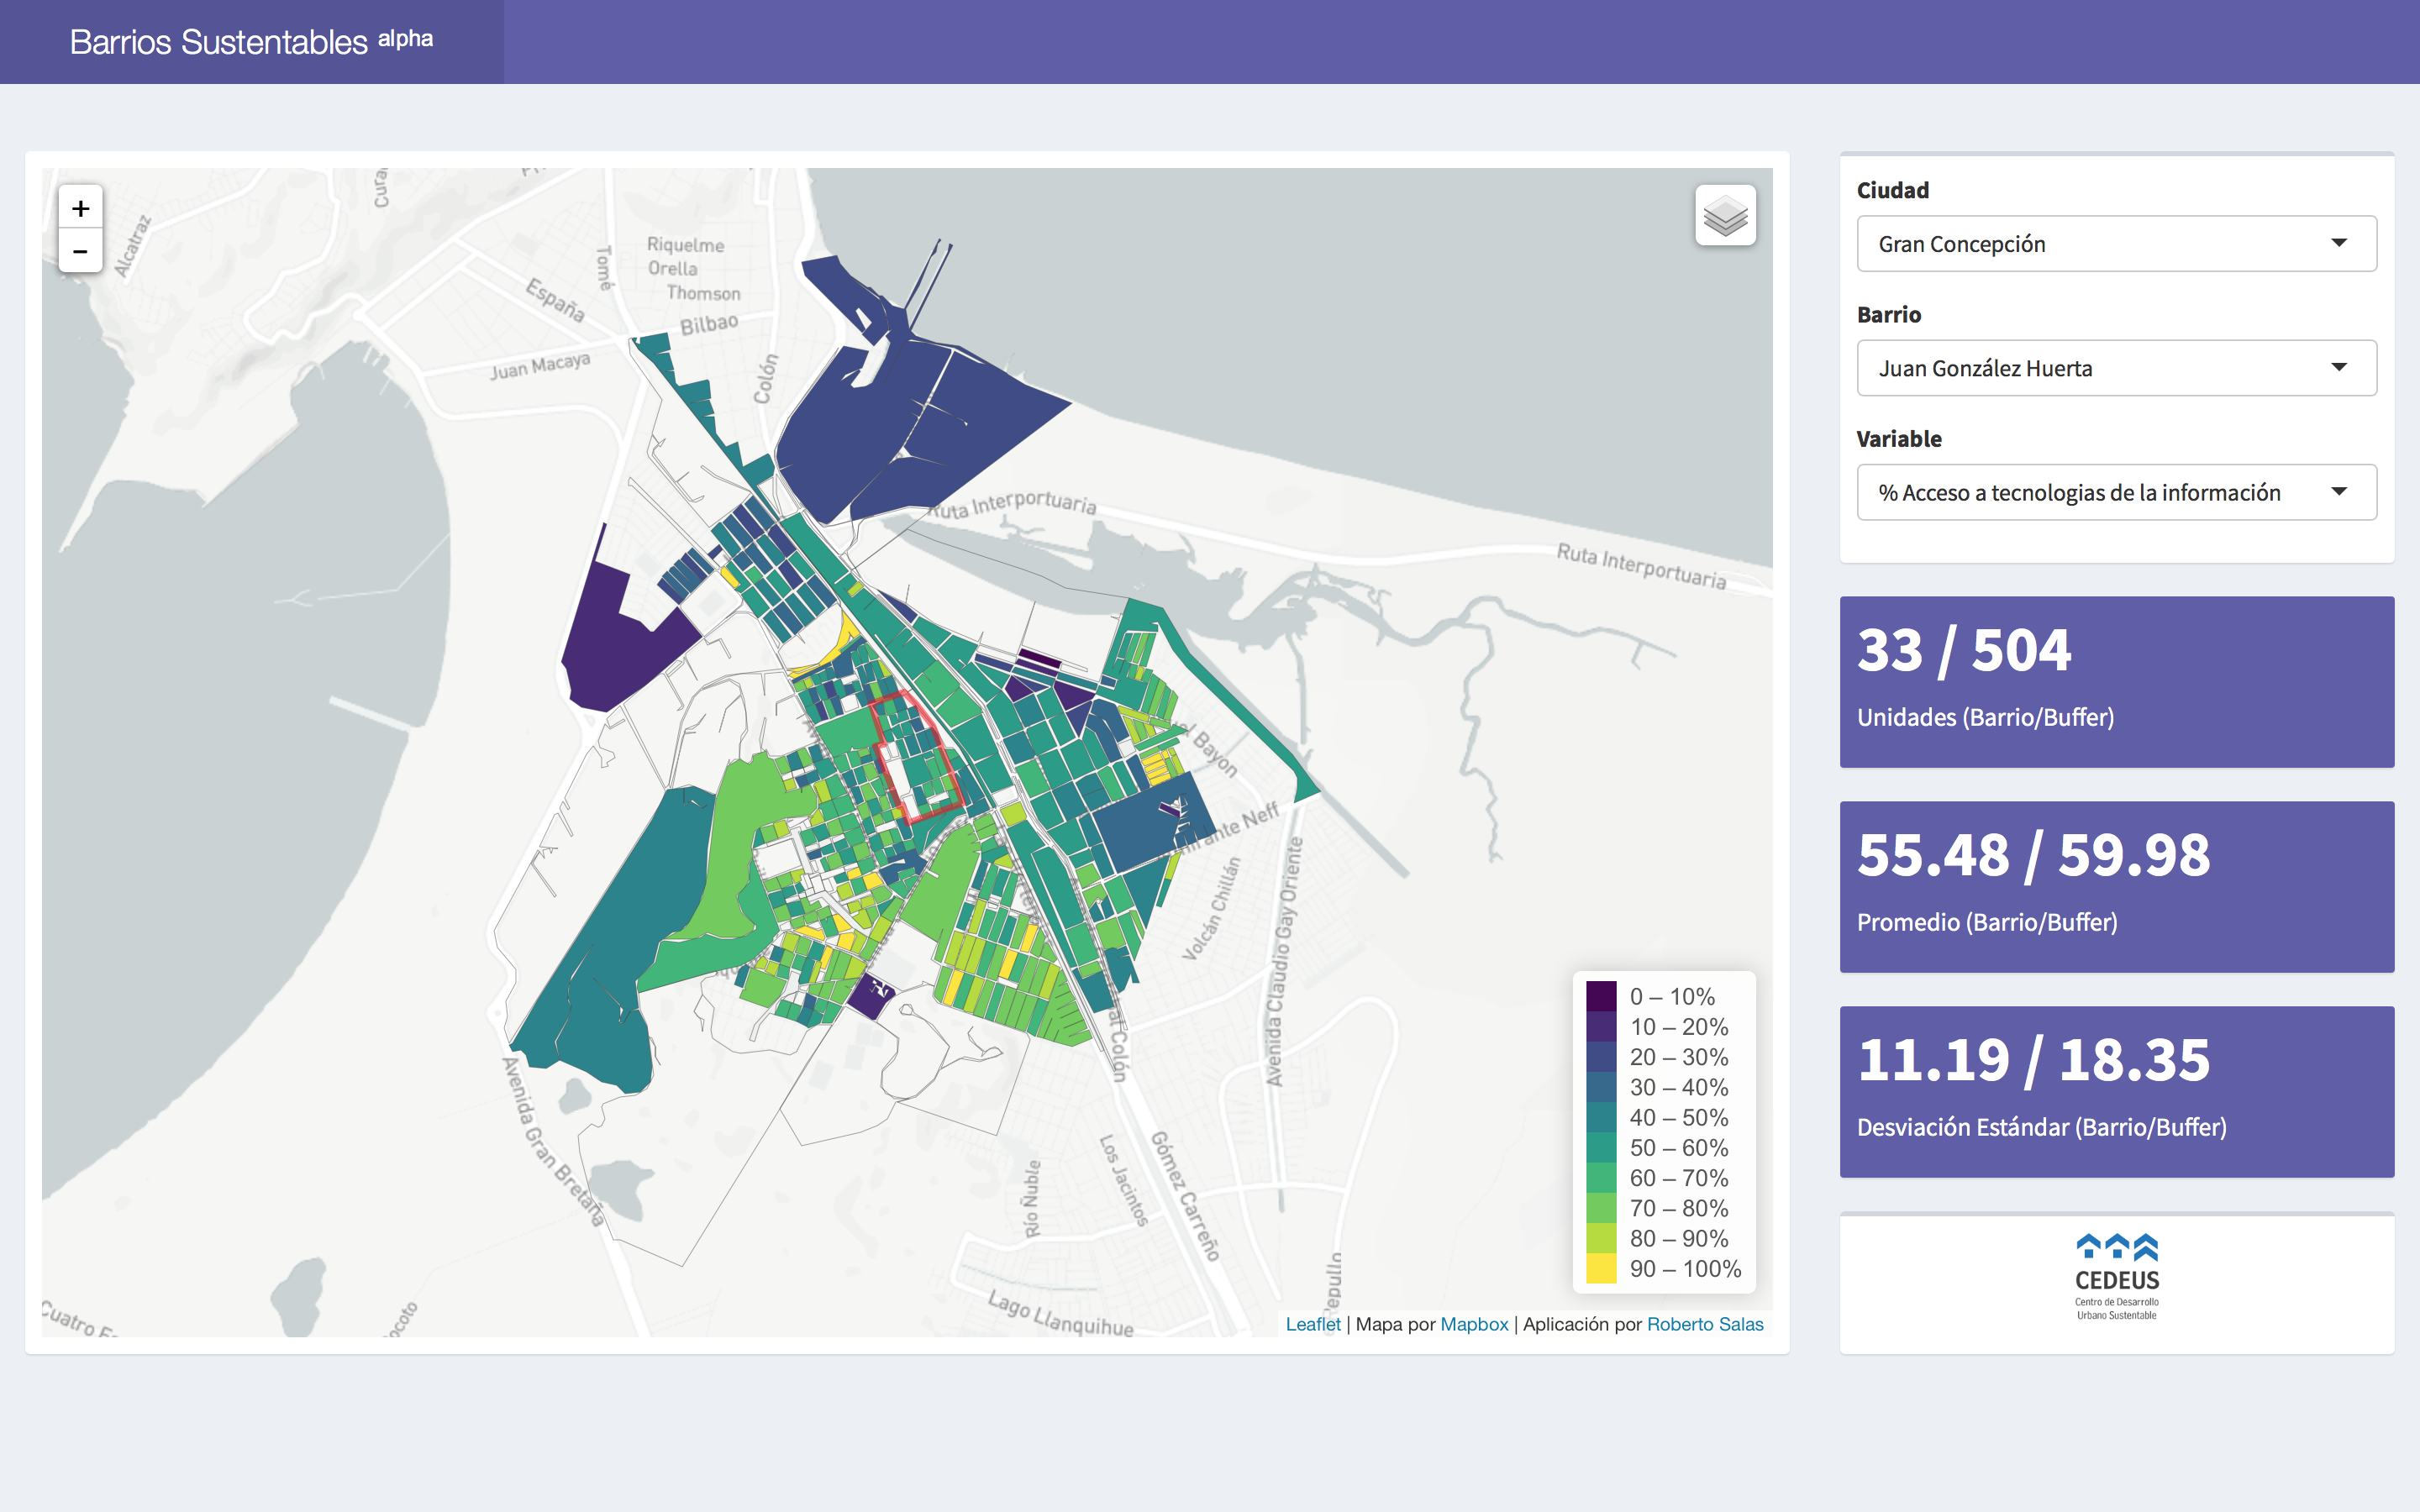 Barrios Sustentables alpha
+
−
Alcatraz
Tomé
Riquelme
Orella
Thomson
España
Bilbao
Juan Macaya
Colón
Ruta Interportuaria
Ruta Interportuaria
Volcán Chillán
Avenida Claudio Gay Oriente
Avenida Gran Bretaña
Río Ñuble
Los Jacintos
Gómez Carreño
Lago Llanquihue
0 – 10%
10 – 20%
20 – 30%
30 – 40%
40 – 50%
50 – 60%
60 – 70%
70 – 80%
80 – 90%
90 – 100%
Leaflet | Mapa por Mapbox | Aplicación por Roberto Salas
Ciudad
Gran Concepción
Barrio
Juan González Huerta
Variable
% Acceso a tecnologias de la información
33 / 504
Unidades (Barrio/Buffer)
55.48 / 59.98
Promedio (Barrio/Buffer)
11.19 / 18.35
Desviación Estándar (Barrio/Buffer)
CEDEUS
Centro de Desarrollo
Urbano Sustentable